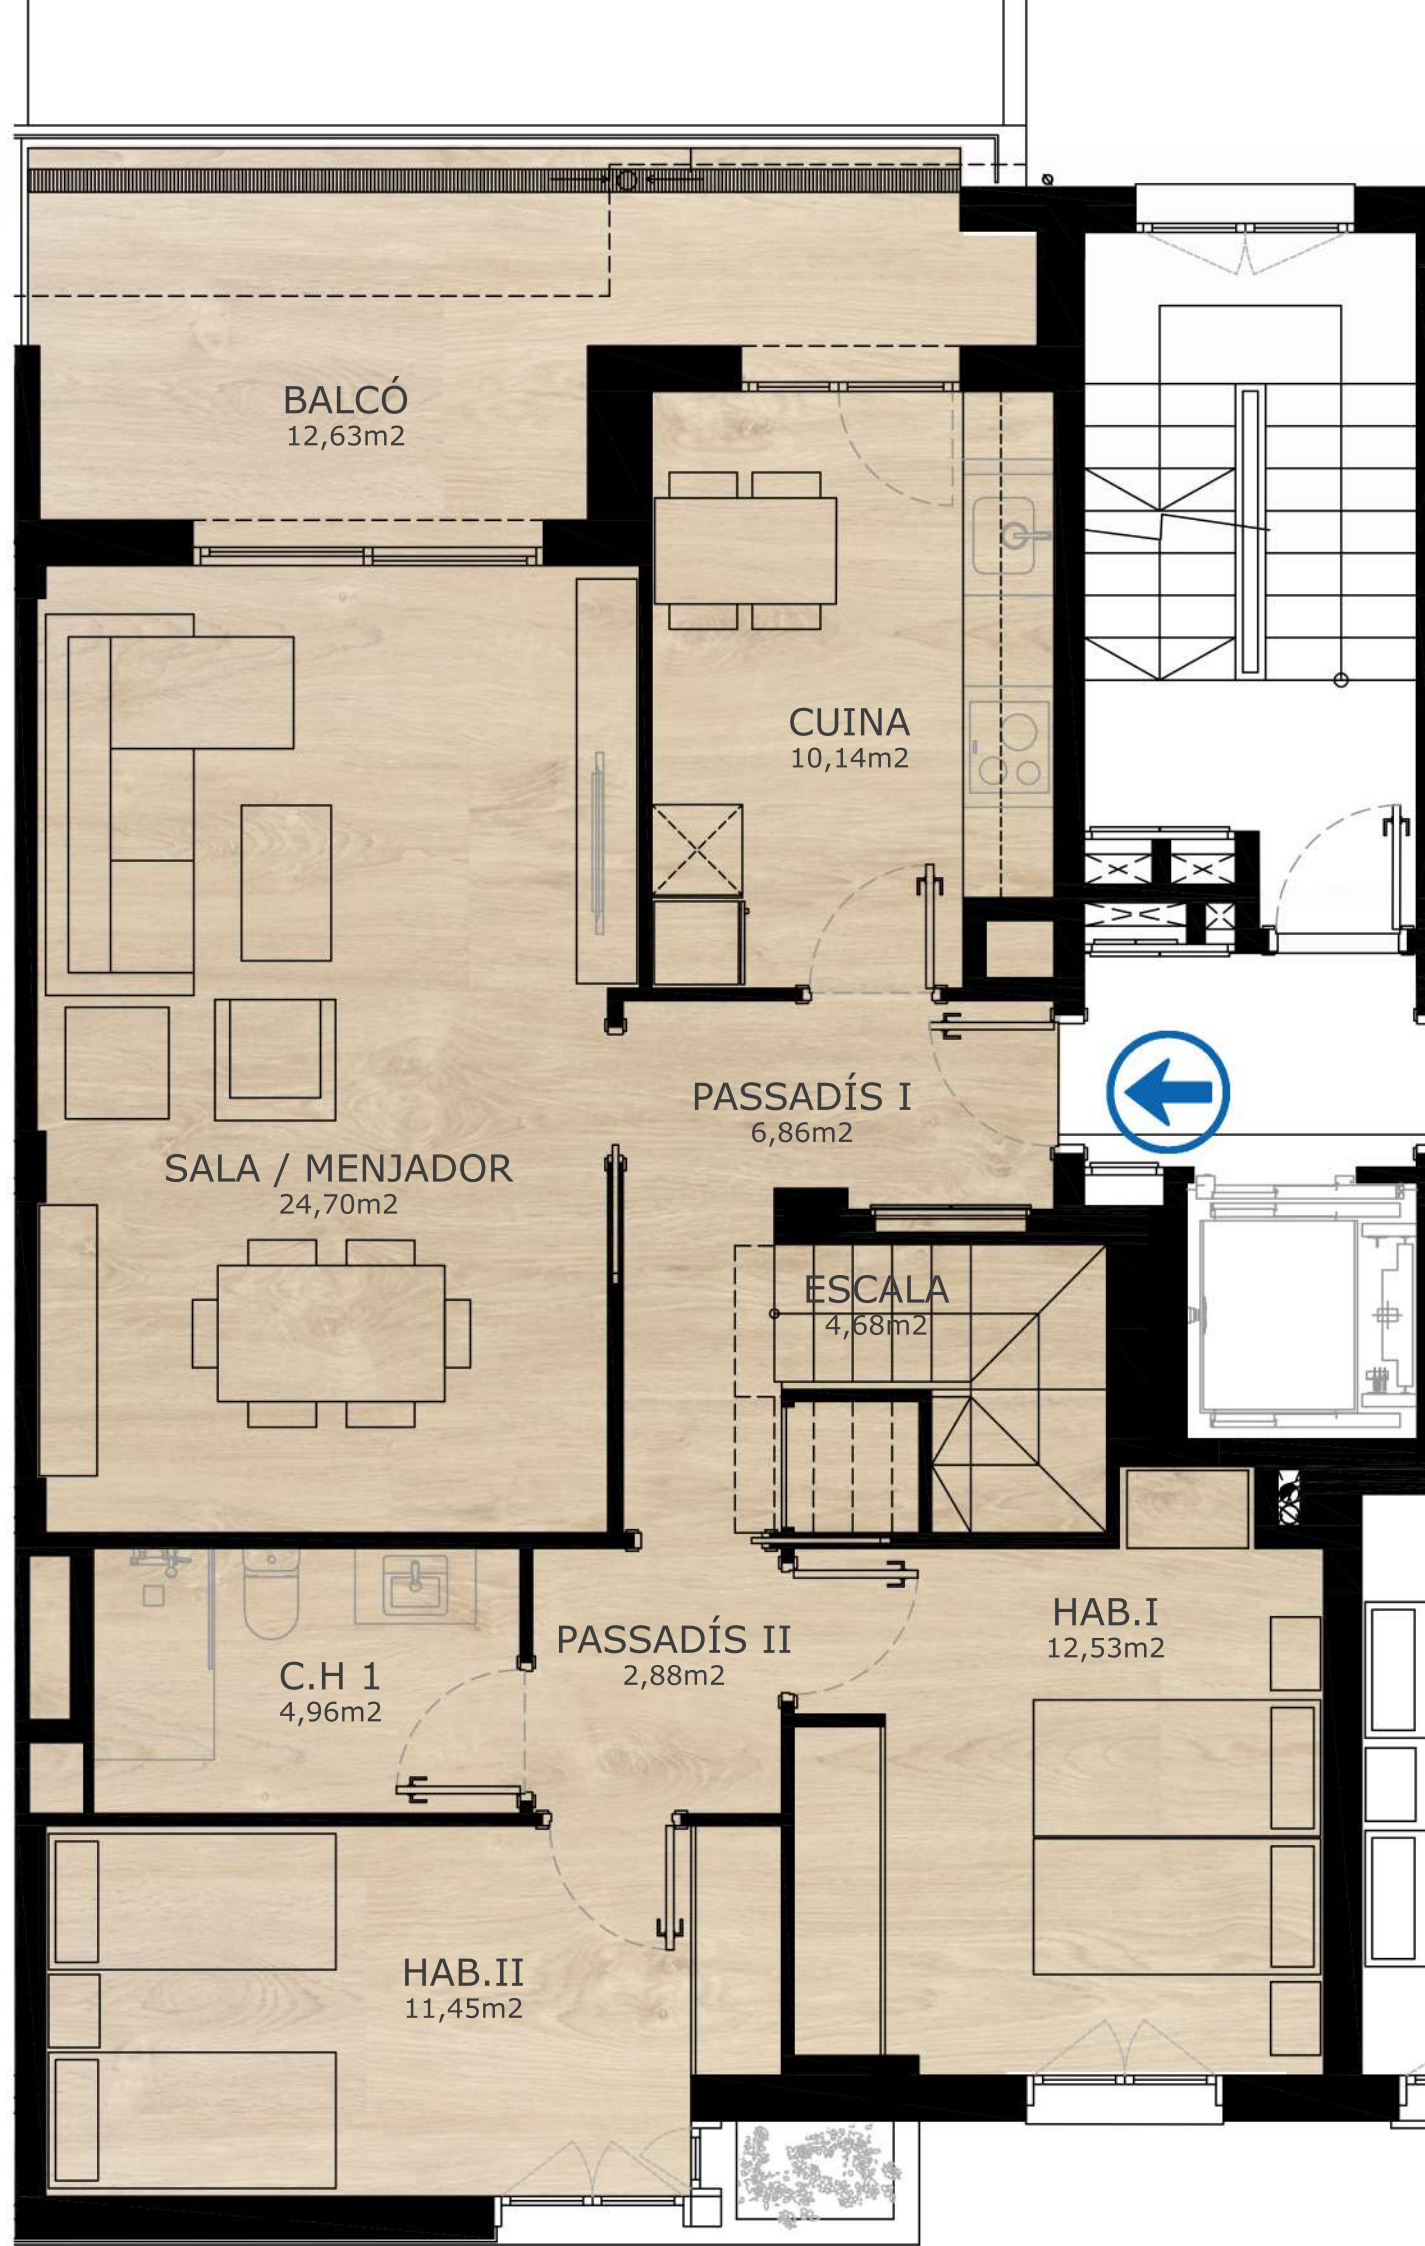 BALCÓ
12,63m2
CUINA
10,14m2
PASSADÍS I
6,86m2
SALA / MENJADOR
24,70m2
ESCALA
4,68m2
HAB.I
12,53m2
PASSADÍS II
2,88m2
C.H 1
4,96m2
HAB.II
11,45m2